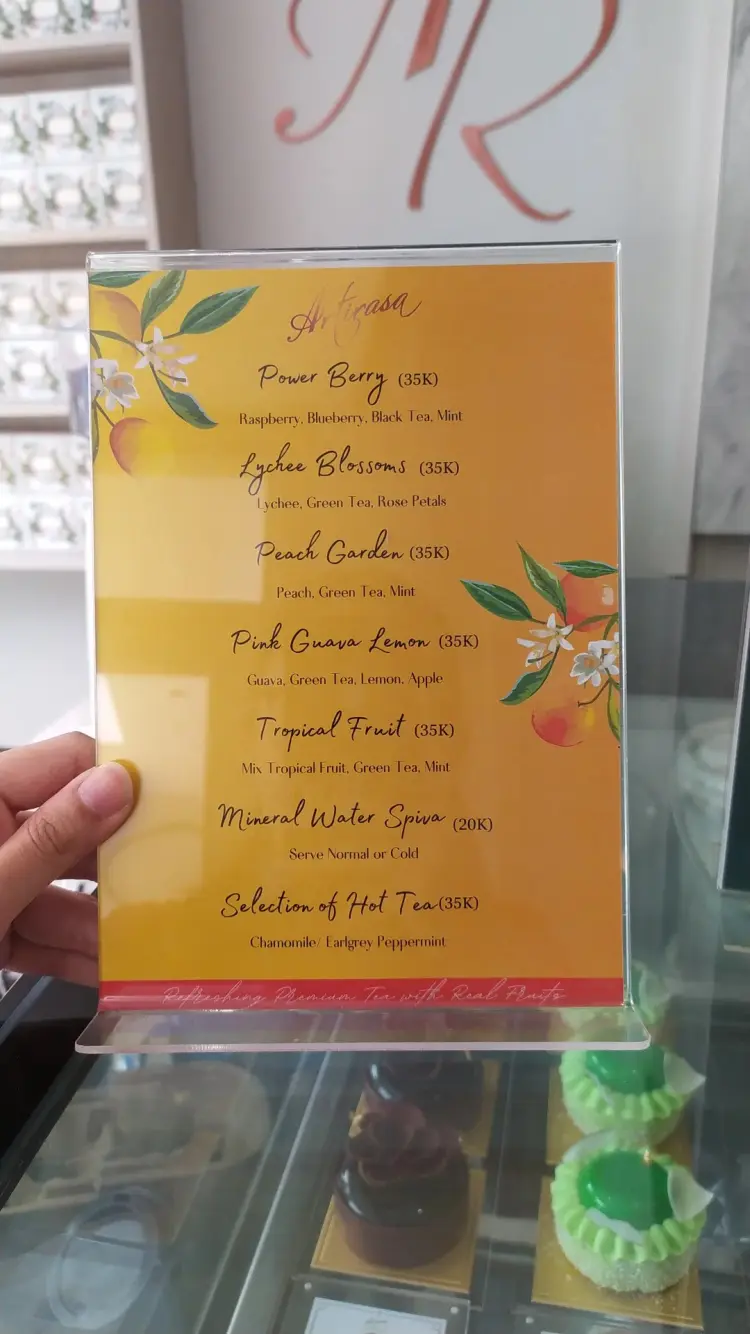 MR
Articasa
Power Berry (35K)
Raspberry, Blueberry, Black Tea, Mint
Lychee Blossoms (35K)
Lychee, Green Tea, Rose Petals
Peach Garden (35K)
Peach, Green Tea, Mint
Pink Guava Lemon (35K)
Guava, Green Tea, Lemon, Apple
Tropical Fruit (35K)
Mix Tropical Fruit, Green Tea, Mint
Mineral Water Spiva (20K)
Serve Normal or Cold
Selection of Hot Tea (35K)
Chamomile/ Earlgrey Peppermint
Refreshing Premium Tea with Real Fruits